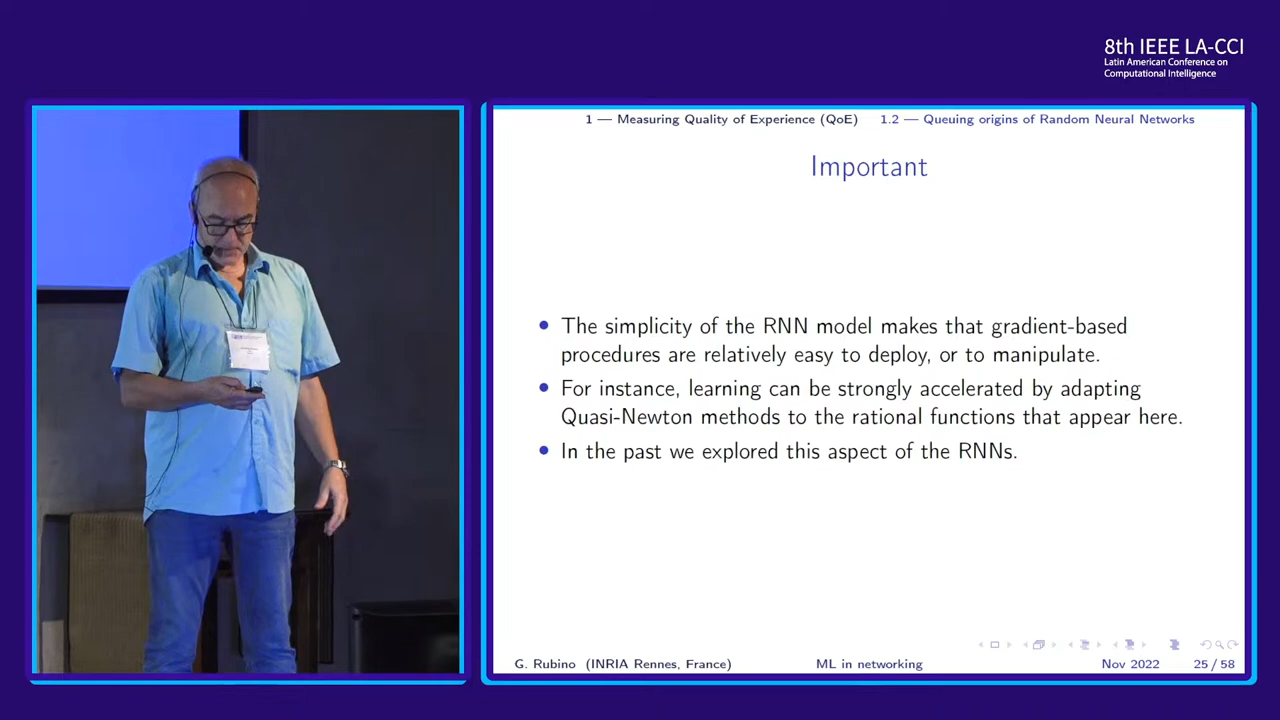 8th IEEE LA-CCI
Latin American Conference on
Computational Intelligence
1 — Measuring Quality of Experience (QoE) 1.2 — Queuing origins of Random Neural Networks
Important
• The simplicity of the RNN model makes that gradient-based
procedures are relatively easy to deploy, or to manipulate.
• For instance, learning can be strongly accelerated by adapting
Quasi-Newton methods to the rational functions that appear here.
• In the past we explored this aspect of the RNNs.
G. Rubino (INRIA Rennes, France) ML in networking Nov 2022 25 / 58